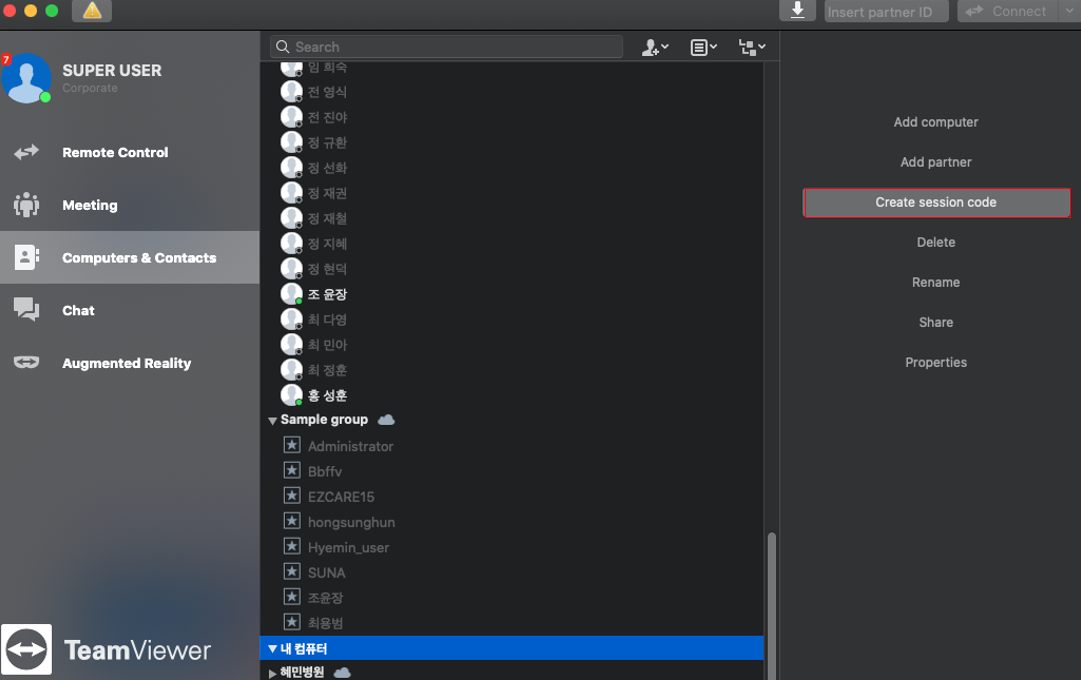 Insert partner ID
Connect
7
SUPER USER
Corporate
Remote Control
Meeting
Computers & Contacts
Chat
Augmented Reality
TeamViewer
Search
임 희숙
전 영식
전 진야
정 규환
정 선화
정 재권
정 재철
정 지혜
정 현덕
조 윤장
최 다영
최 민아
최 정훈
홍 성훈
Sample group
Administrator
Bbffv
EZCARE15
hongsunghun
Hyemin_user
SUNA
조윤장
최용범
내 컴퓨터
혜민병원
Add computer
Add partner
Create session code
Delete
Rename
Share
Properties